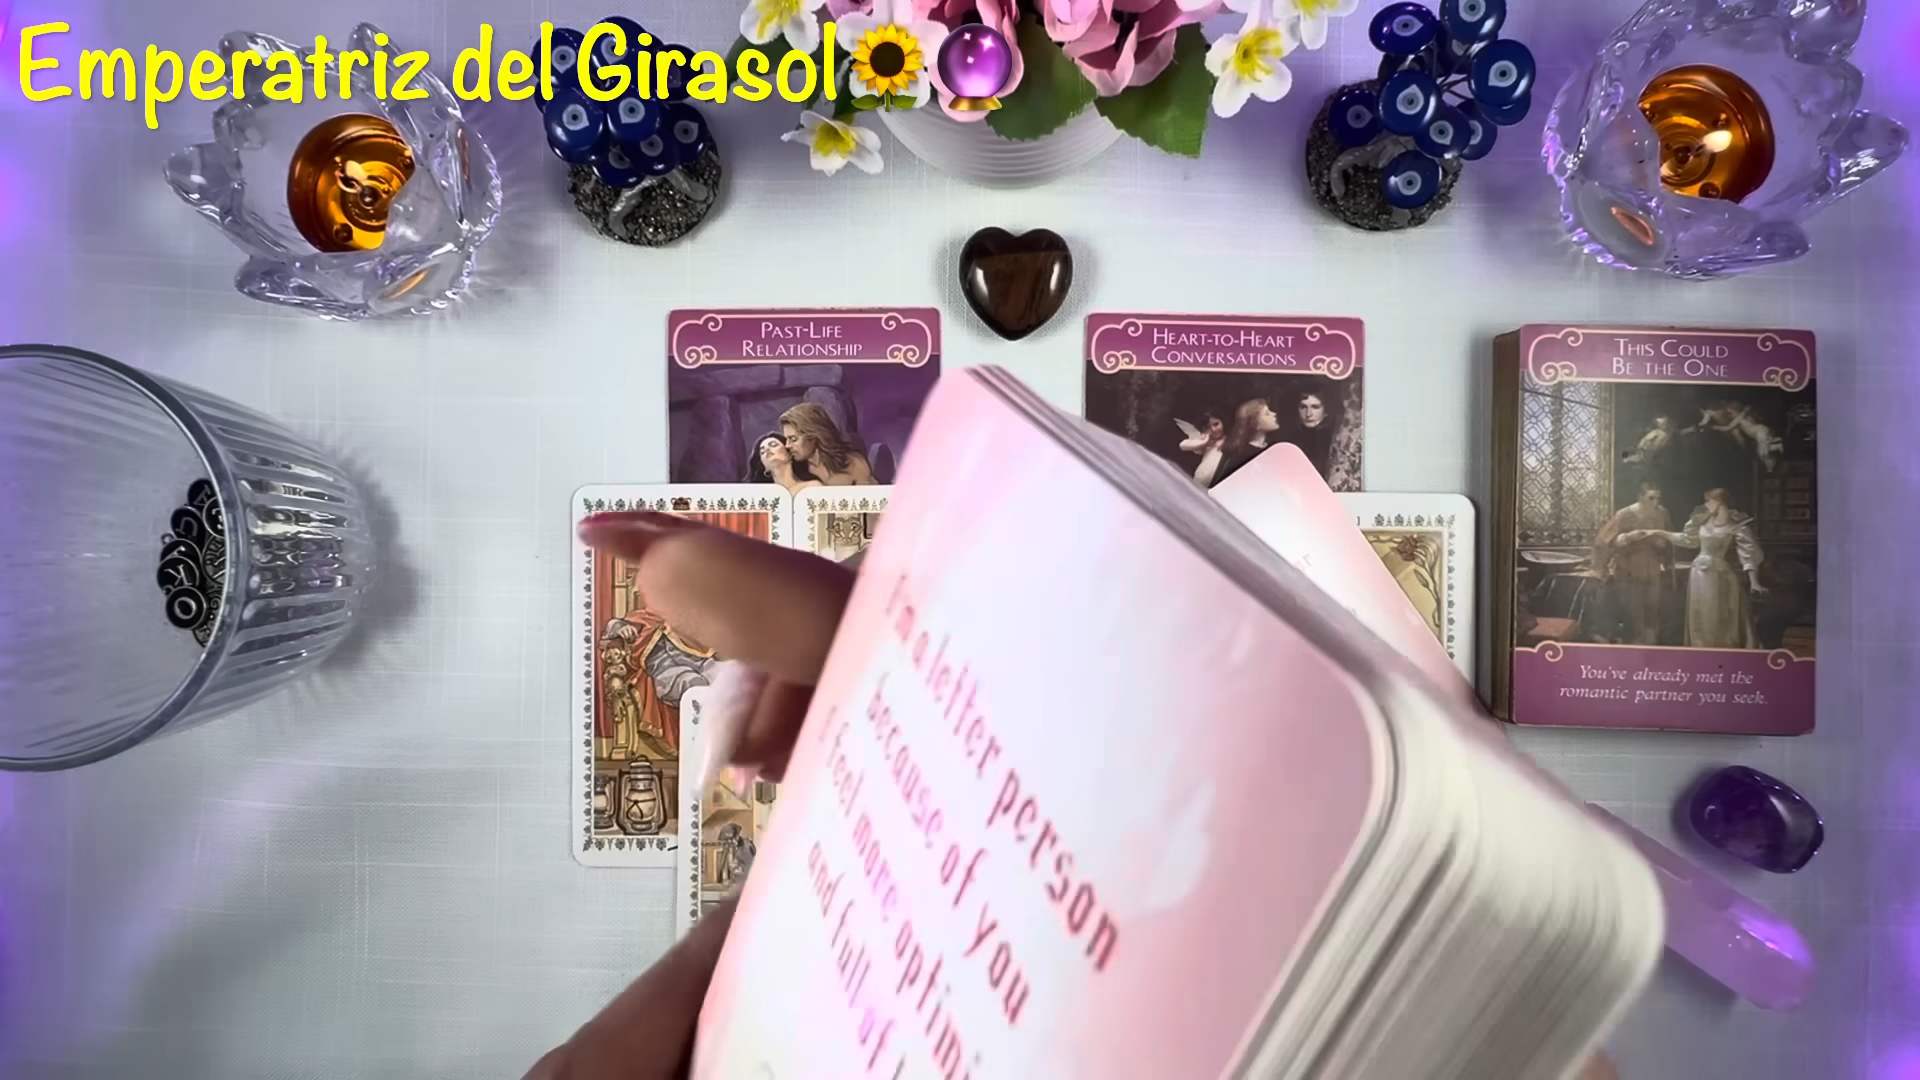 Emperatriz del Girasol
PAST-LIFE
RELATIONSHIP
HEART-TO-HEART
CONVERSATIONS
THIS COULD
BE THE ONE
You've already met the
romantic partner you seek.
I'm a better person
because of you
I feel more
and full of
K
O